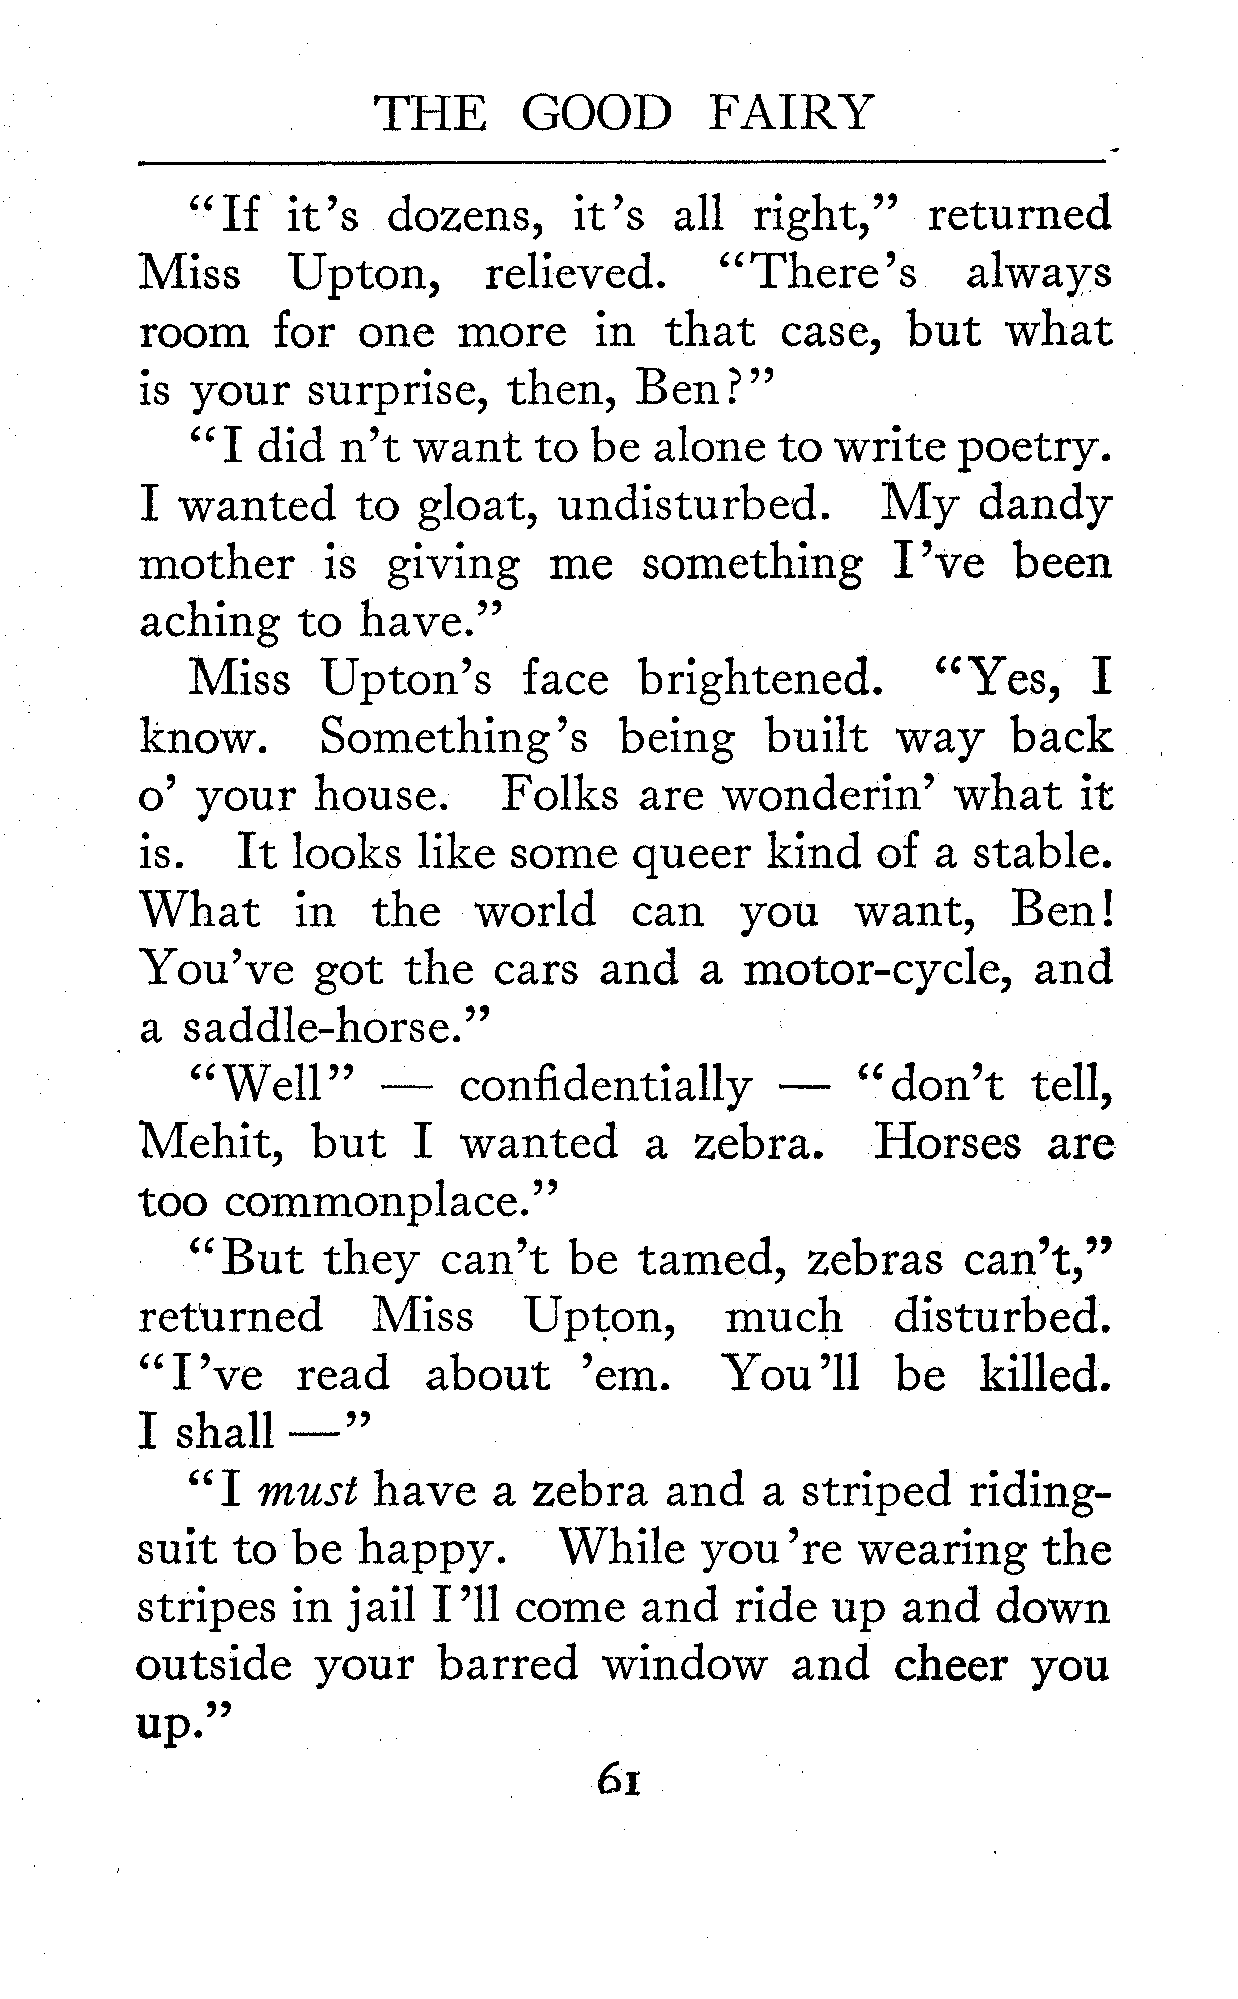 THE GOOD FAIRY
“If it’s dozens, it’s all right,” returned
Miss Upton, relieved. “There’s always
room for one more in that case, but what
is your surprise, then, Ben?”
“I did n’t want to be alone to write poetry.
I wanted to gloat, undisturbed. My dandy
mother is giving me something I’ve been
aching to have.”
Miss Upton’s face brightened. “Yes, I
know. Something’s being built way back
o’ your house. Folks are wonderin’ what it
is. It looks like some queer kind of a stable.
What in the world can you want, Ben!
You’ve got the cars and a motor-cycle, and
a saddle-horse.”
“Well” — confidentially — “don’t tell,
Mehit, but I wanted a zebra. Horses are
too commonplace.”
“But they can’t be tamed, zebras can’t,”
returned Miss Upton, much disturbed.
“I’ve read about ’em. You’ll be killed.
I shall —”
“I must have a zebra and a striped riding-
suit to be happy. While you’re wearing the
stripes in jail I’ll come and ride up and down
outside your barred window and cheer you
up.”
61